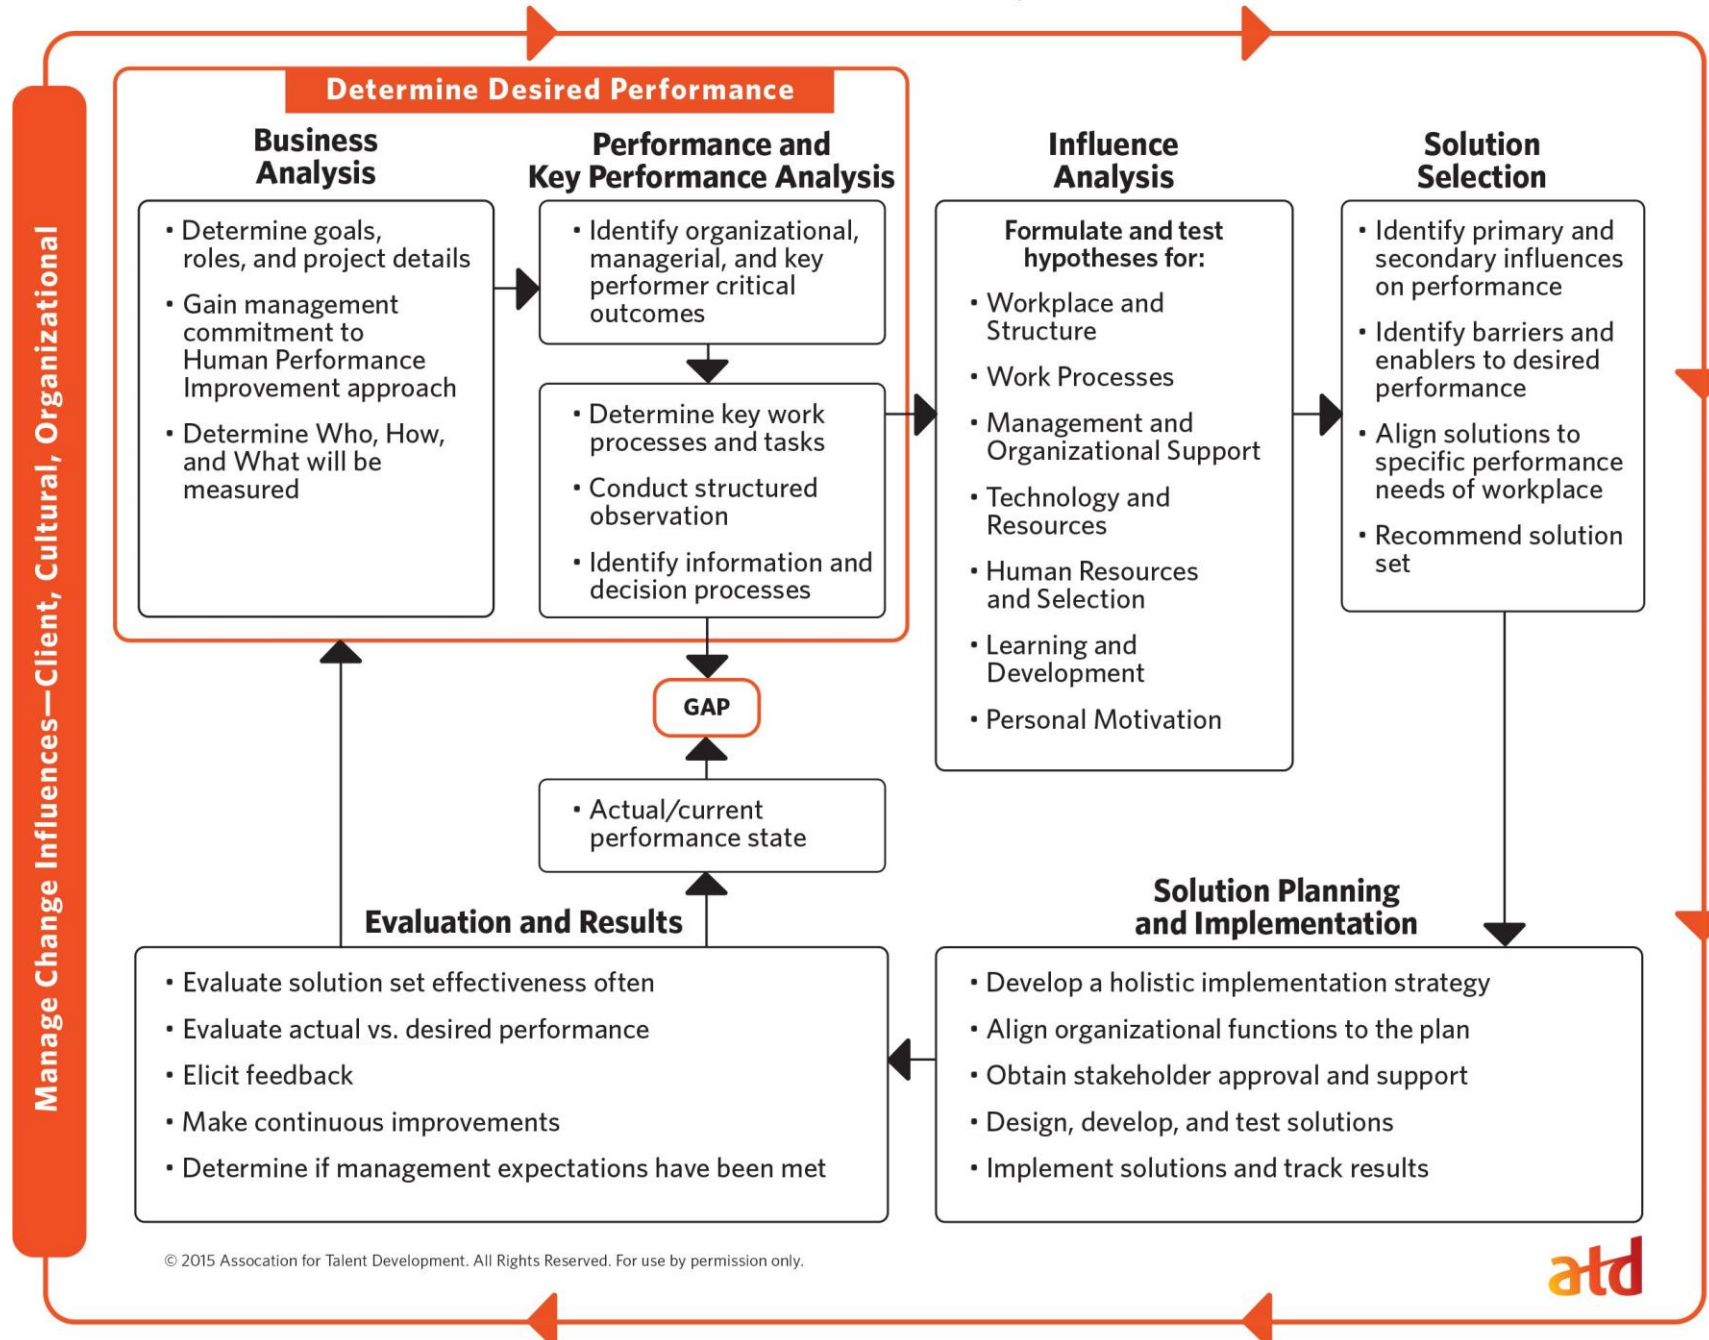 Manage Change Influences—Client, Cultural, Organizational
Determine Desired Performance
Business
Analysis
• Determine goals,
roles, and project details
• Gain management
commitment to
Human Performance
Improvement approach
• Determine Who, How,
and What will be
measured
Performance and
Key Performance Analysis
• Identify organizational,
managerial, and key
performer critical
outcomes
• Determine key work
processes and tasks
• Conduct structured
observation
• Identify information and
decision processes
GAP
• Actual/current
performance state
Influence
Analysis
Formulate and test
hypotheses for:
• Workplace and
Structure
• Work Processes
• Management and
Organizational Support
• Technology and
Resources
• Human Resources
and Selection
• Learning and
Development
• Personal Motivation
Solution
Selection
• Identify primary and
secondary influences
on performance
• Identify barriers and
enablers to desired
performance
• Align solutions to
specific performance
needs of workplace
• Recommend solution
set
Solution Planning
and Implementation
• Develop a holistic implementation strategy
• Align organizational functions to the plan
• Obtain stakeholder approval and support
• Design, develop, and test solutions
• Implement solutions and track results
Evaluation and Results
• Evaluate solution set effectiveness often
• Evaluate actual vs. desired performance
• Elicit feedback
• Make continuous improvements
• Determine if management expectations have been met
© 2015 Assocation for Talent Development. All Rights Reserved. For use by permission only.
atd